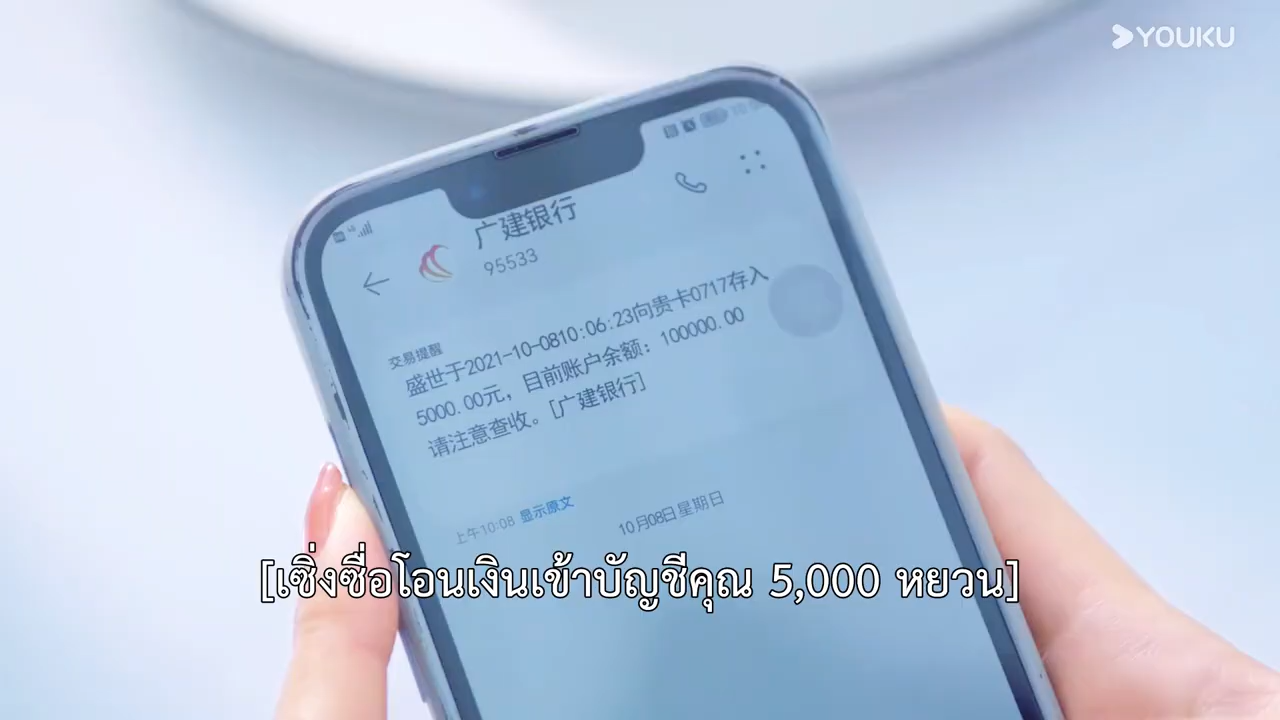 YOUKU
广建银行
95533
交易提醒
盛世于2021-10-0810:06:23向贵卡0717存入
5000.00元，目前账户余额：100000.00
请注意查收。[广建银行]
上午10:08 显示原文
10月08日星期日
[เซิ่งซื่อโอนเงินเข้าบัญชีคุณ 5,000 หยวน]